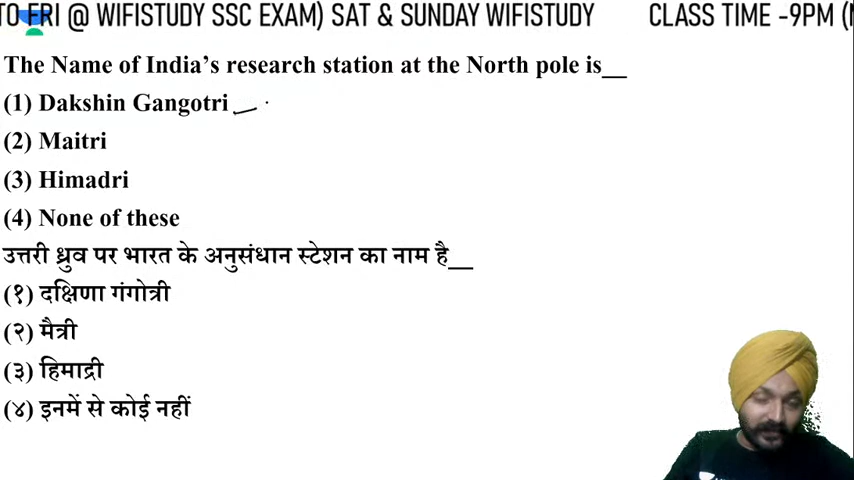 TO FRI @ WIFISTUDY SSC EXAM) SAT & SUNDAY WIFISTUDY CLASS TIME -9PM (
The Name of India's research station at the North pole is__
(1) Dakshin Gangotri
(2) Maitri
(3) Himadri
(4) None of these
उत्तरी ध्रुव पर भारत के अनुसंधान स्टेशन का नाम है__
(१) दक्षिणा गंगोत्री
(२) मैत्री
(३) हिमाद्री
(४) इनमें से कोई नहीं